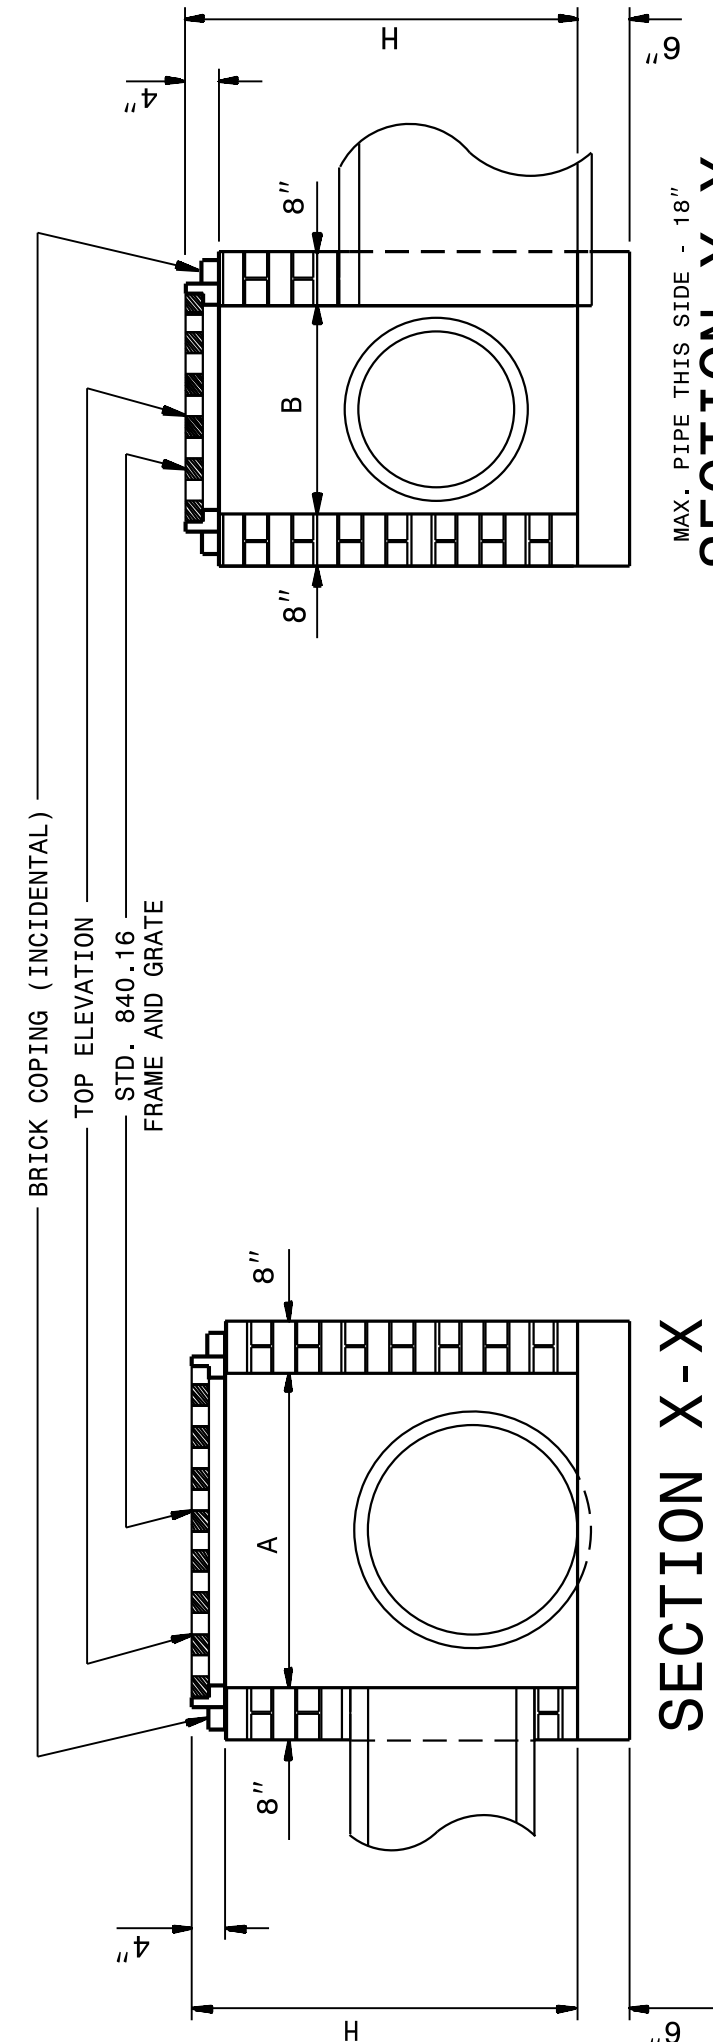 BRICK COPING (INCIDENTAL)
TOP ELEVATION
STD. 840.16
FRAME AND GRATE
8"
A
8"
4"
H
6"
SECTION X-X
8"
B
8"
4"
H
6"
MAX. PIPE THIS SIDE - 18"
SECTION Y-Y